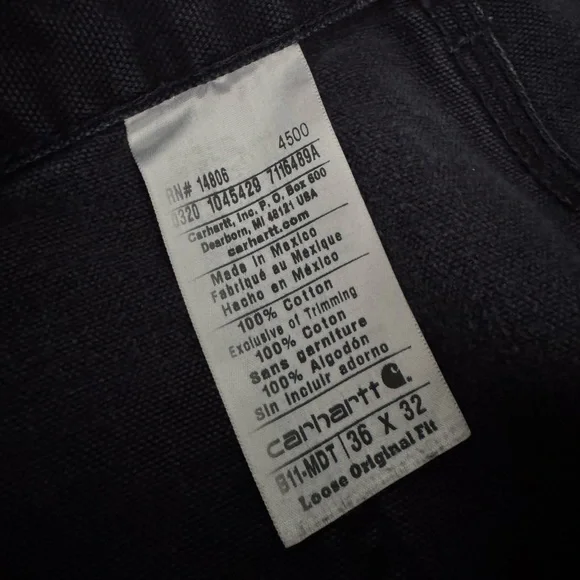 4500
RN# 14806
0320 1045429 7116489A
Carhartt, Inc. P. O. Box 600
Dearborn, MI 48121 USA
carhartt.com
Made in Mexico
Fabriqué au Mexique
Hecho en México
100% Cotton
Exclusive of Trimming
100% Coton
Sans garniture
100% Algodón
Sin incluir adorno
carhartt
B11-MDT 36 X 32
Loose Original Fit